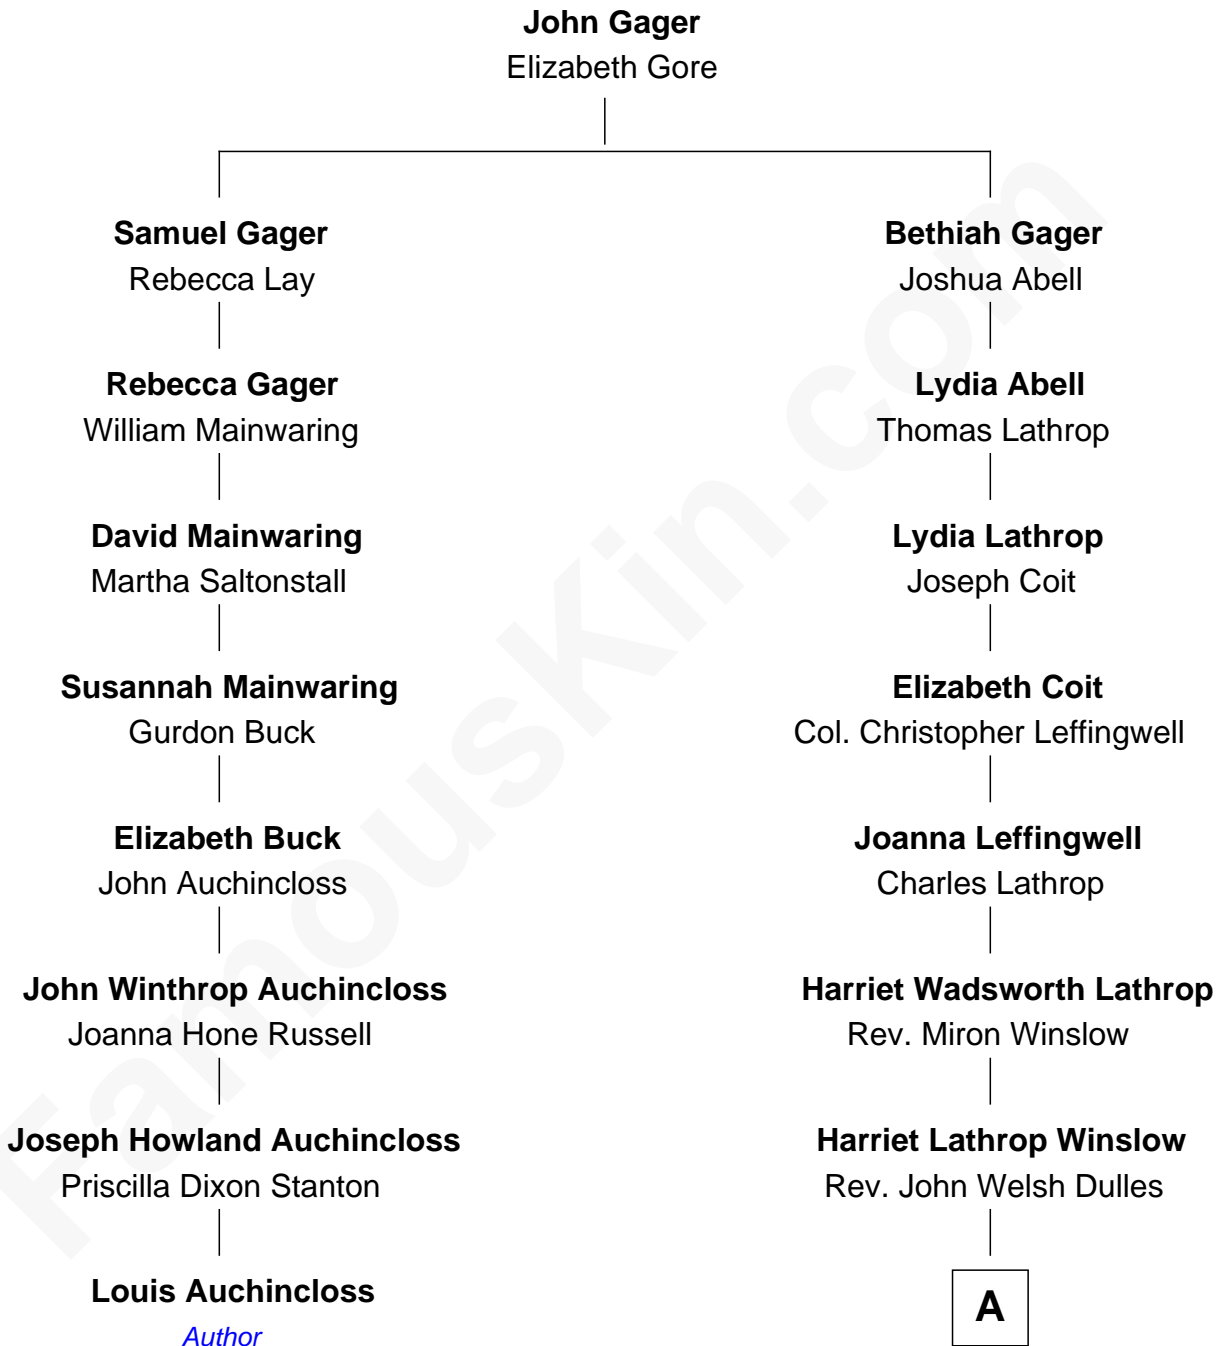 John Gager
Elizabeth Gore
Samuel Gager
Rebecca Lay
Rebecca Gager
William Mainwaring
David Mainwaring
Martha Saltonstall
Susannah Mainwaring
Gurdon Buck
Elizabeth Buck
John Auchincloss
John Winthrop Auchincloss
Joanna Hone Russell
Joseph Howland Auchincloss
Priscilla Dixon Stanton
Louis Auchincloss
Author
Bethiah Gager
Joshua Abell
Lydia Abell
Thomas Lathrop
Lydia Lathrop
Joseph Coit
Elizabeth Coit
Col. Christopher Leffingwell
Joanna Leffingwell
Charles Lathrop
Harriet Wadsworth Lathrop
Rev. Miron Winslow
Harriet Lathrop Winslow
Rev. John Welsh Dulles
A
FamousKin.com